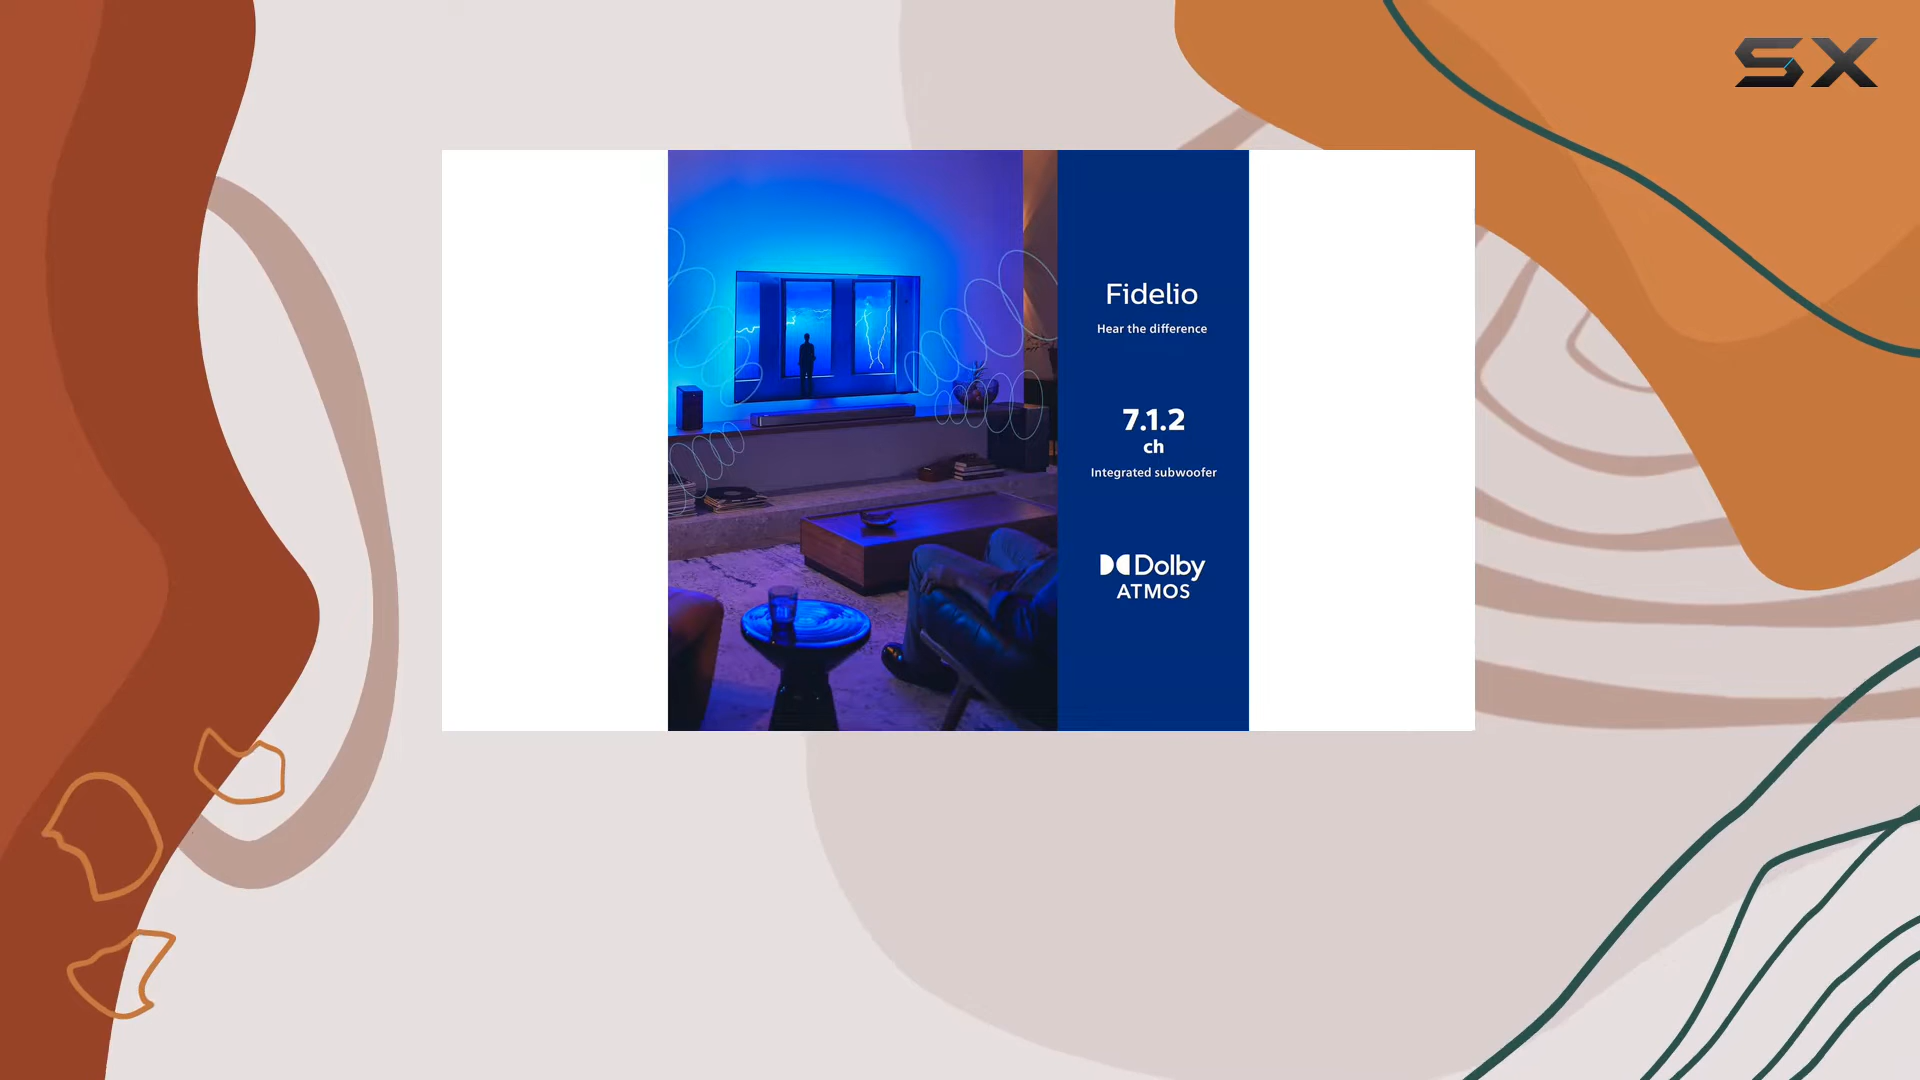 SX
Fidelio
Hear the difference
7.1.2
ch
Integrated subwoofer
Dolby
ATMOS